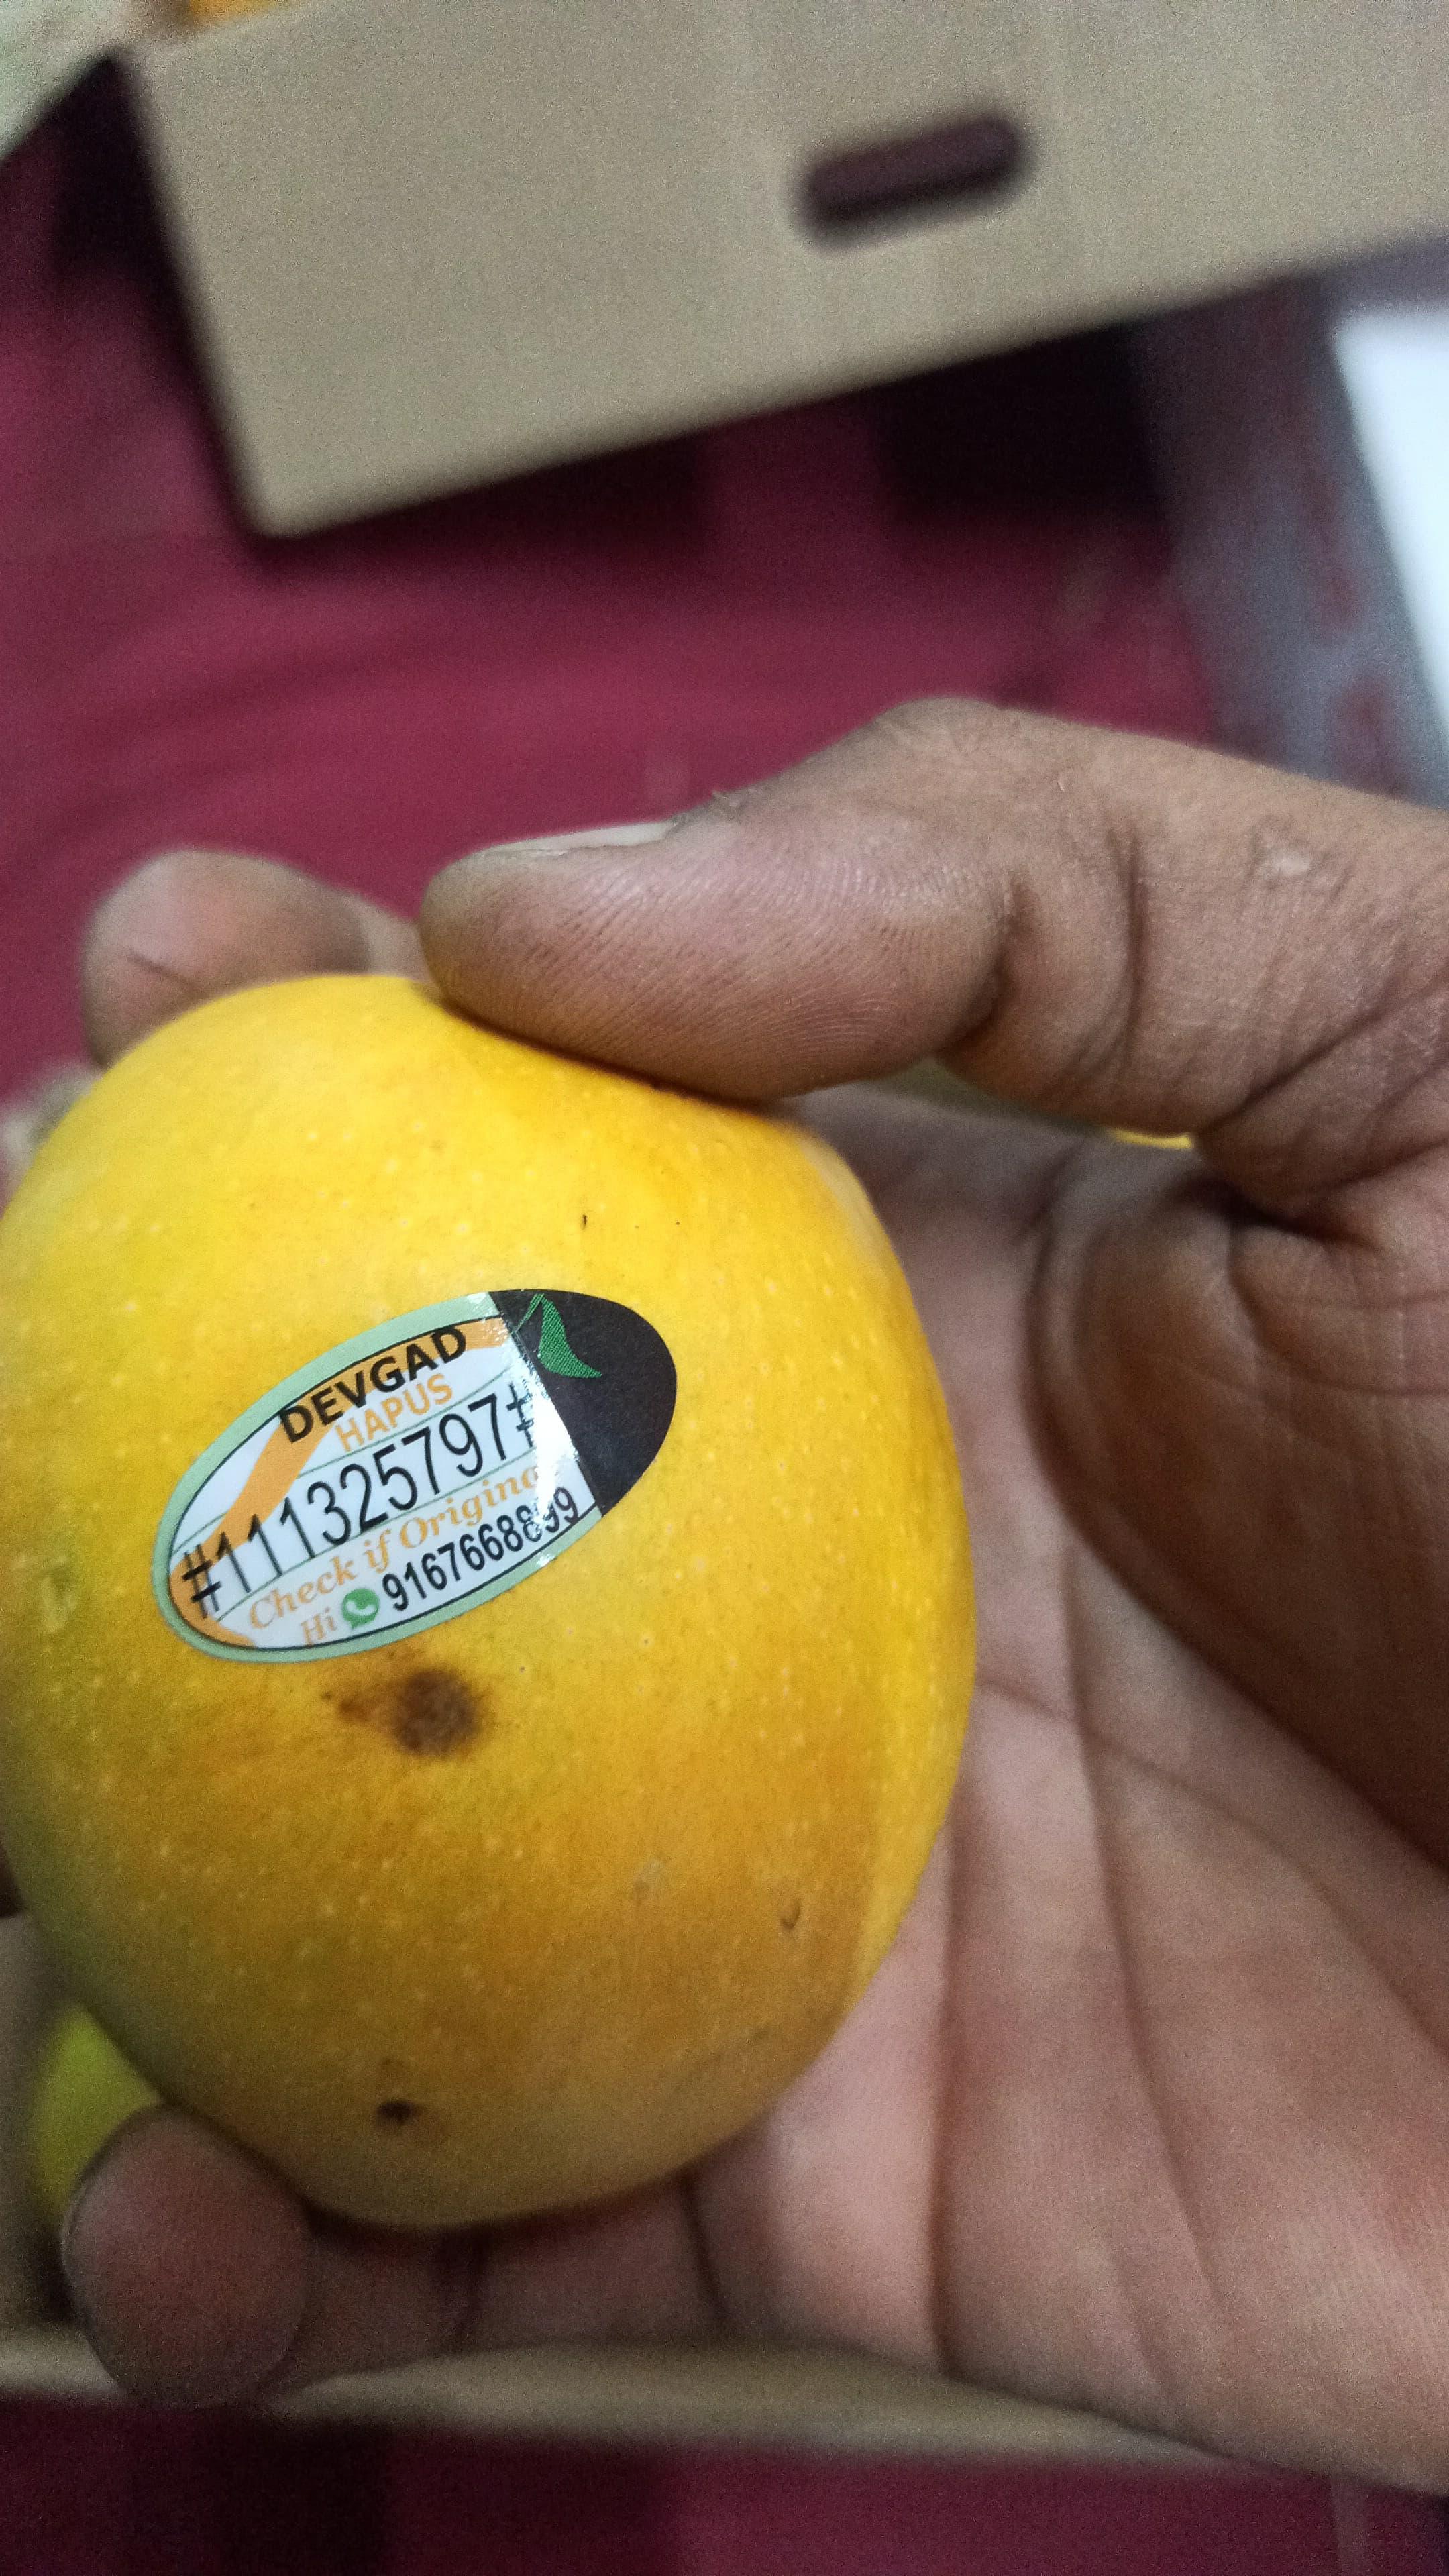 DEVGAD
HAPUS
#111325797#
Check if Original
Hi 9167668899